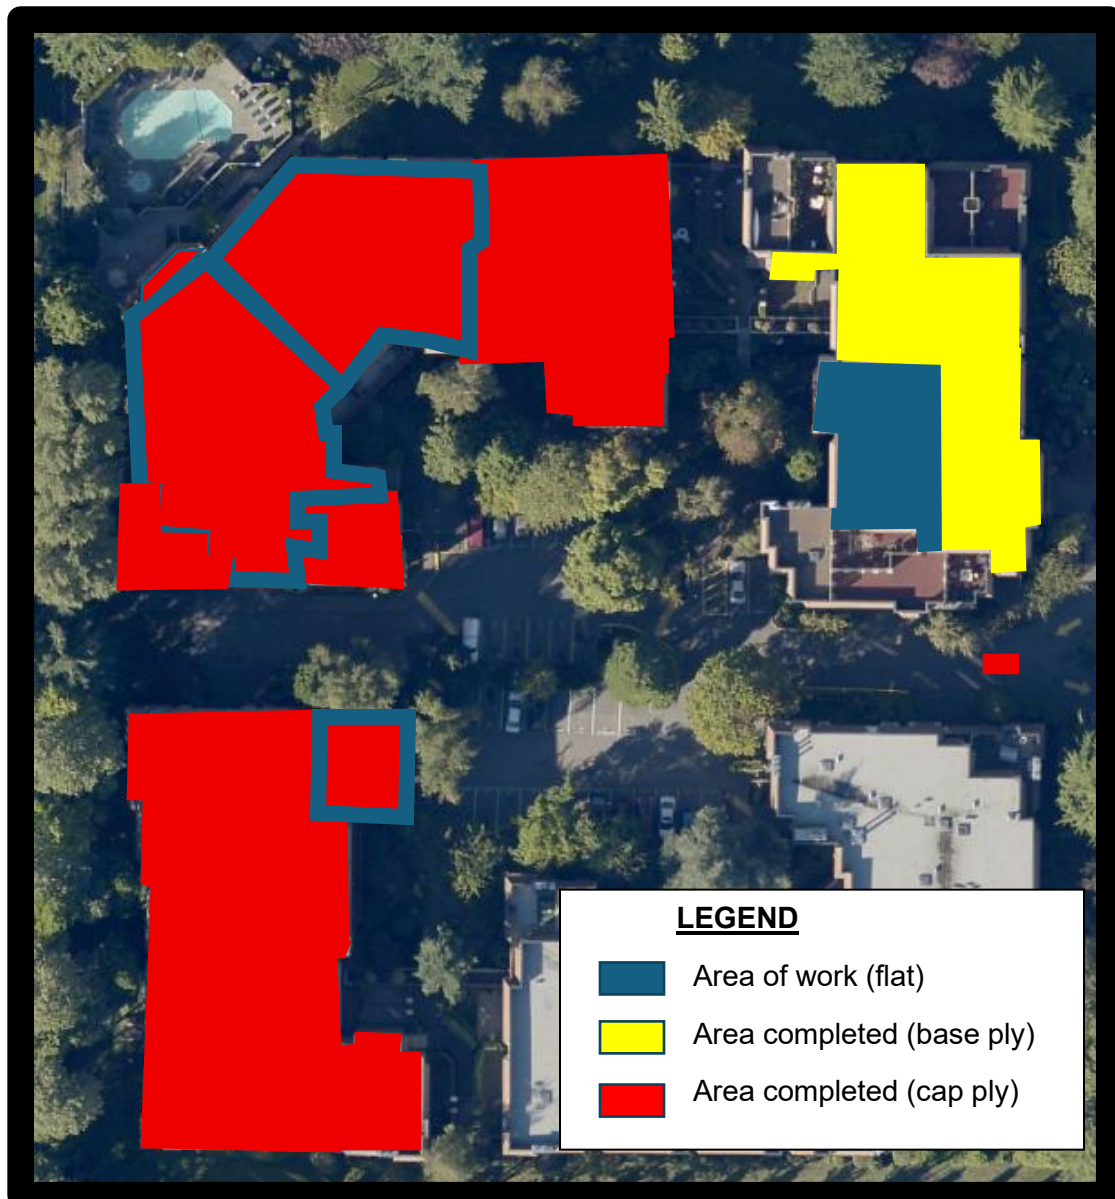 LEGEND
Area of work (flat)
Area completed (base ply)
Area completed (cap ply)